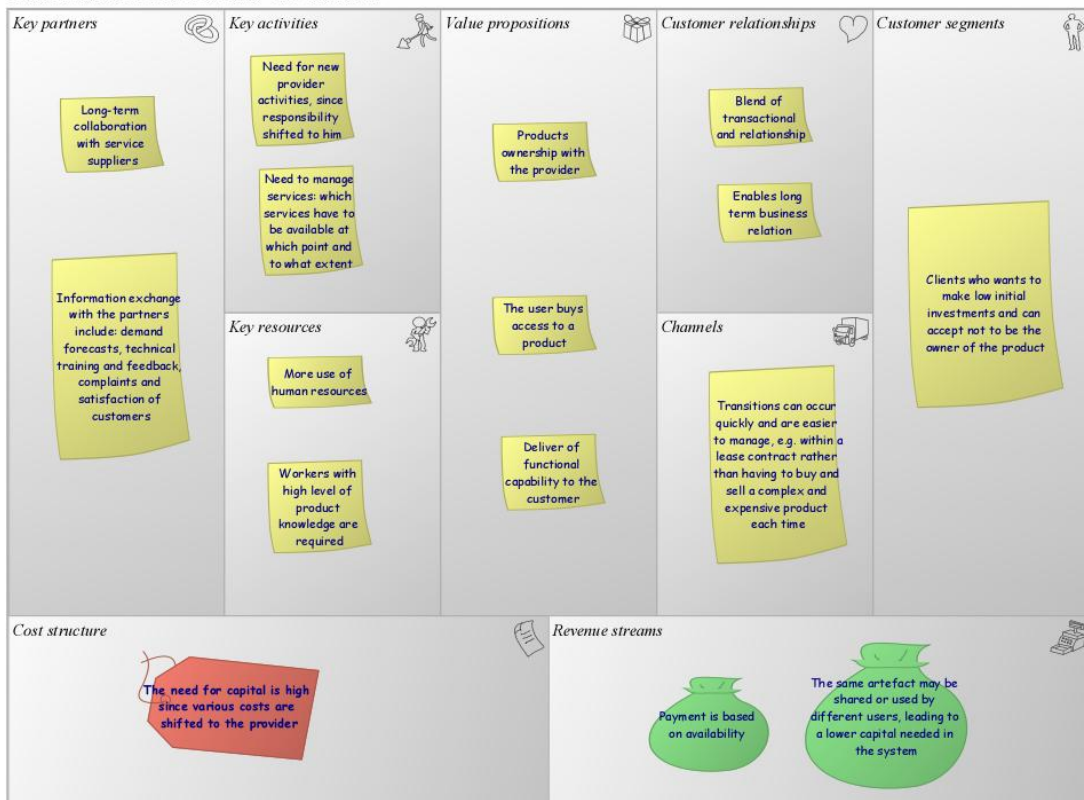 Key partners
Long-term
collaboration
with service
suppliers
Information exchange
with the partners
include: demand
forecasts, technical
training and feedback,
complaints and
satisfaction of
customers
Key activities
Need for new
provider
activities, since
responsibility
shifted to him
Need to manage
services: which
services have to
be available at
which point and
to what extent
Key resources
More use of
human resources
Workers with
high level of
product
knowledge are
required
Value propositions
Products
ownership with
the provider
The user buys
access to a
product
Deliver of
functional
capability to the
customer
Customer relationships
Blend of
transactional
and relationship
Enables long
term business
relation
Channels
Transitions can occur
quickly and are easier
to manage, e.g. within a
lease contract rather
than having to buy and
sell a complex and
expensive product
each time
Customer segments
Clients who wants to
make low initial
investments and can
accept not to be the
owner of the product
Cost structure
The need for capital is high
since various costs are
shifted to the provider
Revenue streams
Payment is based
on availability
The same artefact may be
shared or used by
different users, leading to
a lower capital needed in
the system